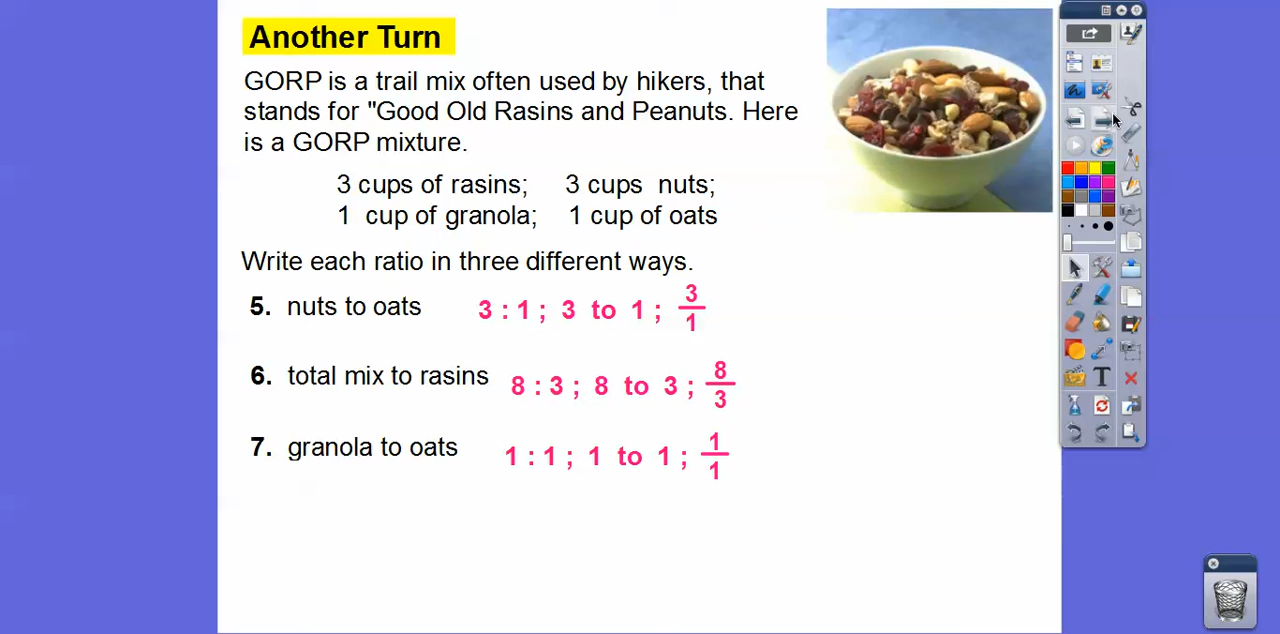 Another Turn
GORP is a trail mix often used by hikers, that
stands for "Good Old Rasins and Peanuts. Here
is a GORP mixture.
3 cups of rasins; 3 cups nuts;
1 cup of granola; 1 cup of oats
Write each ratio in three different ways.
5. nuts to oats 3 : 1 ; 3 to 1 ; 3/1
6. total mix to rasins 8 : 3 ; 8 to 3 ; 8/3
7. granola to oats 1 : 1 ; 1 to 1 ; 1/1
T